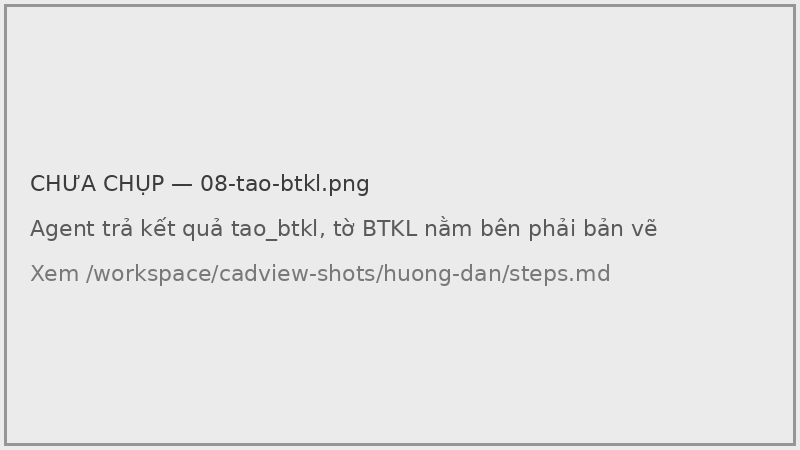 CHƯA CHỤP — 08-tao-btkl.png
Agent trả kết quả tao_btkl, tờ BTKL nằm bên phải bản vẽ
Xem /workspace/cadview-shots/huong-dan/steps.md